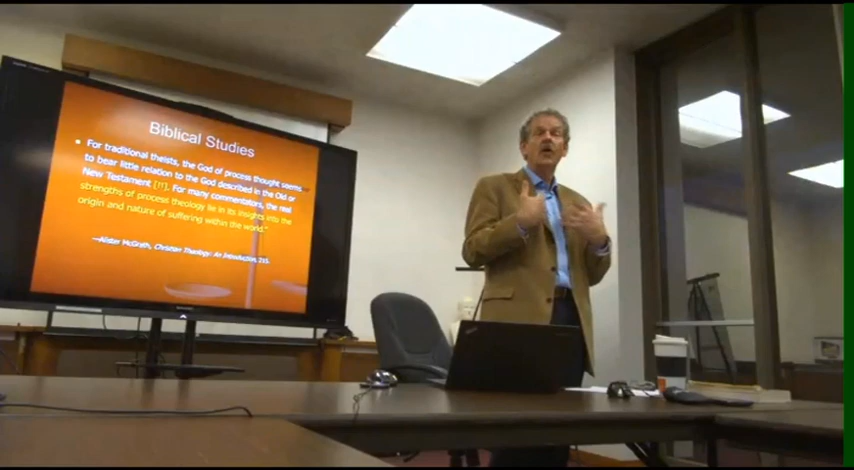 Biblical Studies
• For traditional theists, the God of process thought seems
to bear little relation to the God described in the Old or
New Testament [!!]. For many commentators, the real
strengths of process theology lie in its insights into the
origin and nature of suffering within the world."
—Alister McGrath, Christian Theology: An Introduction, 215.